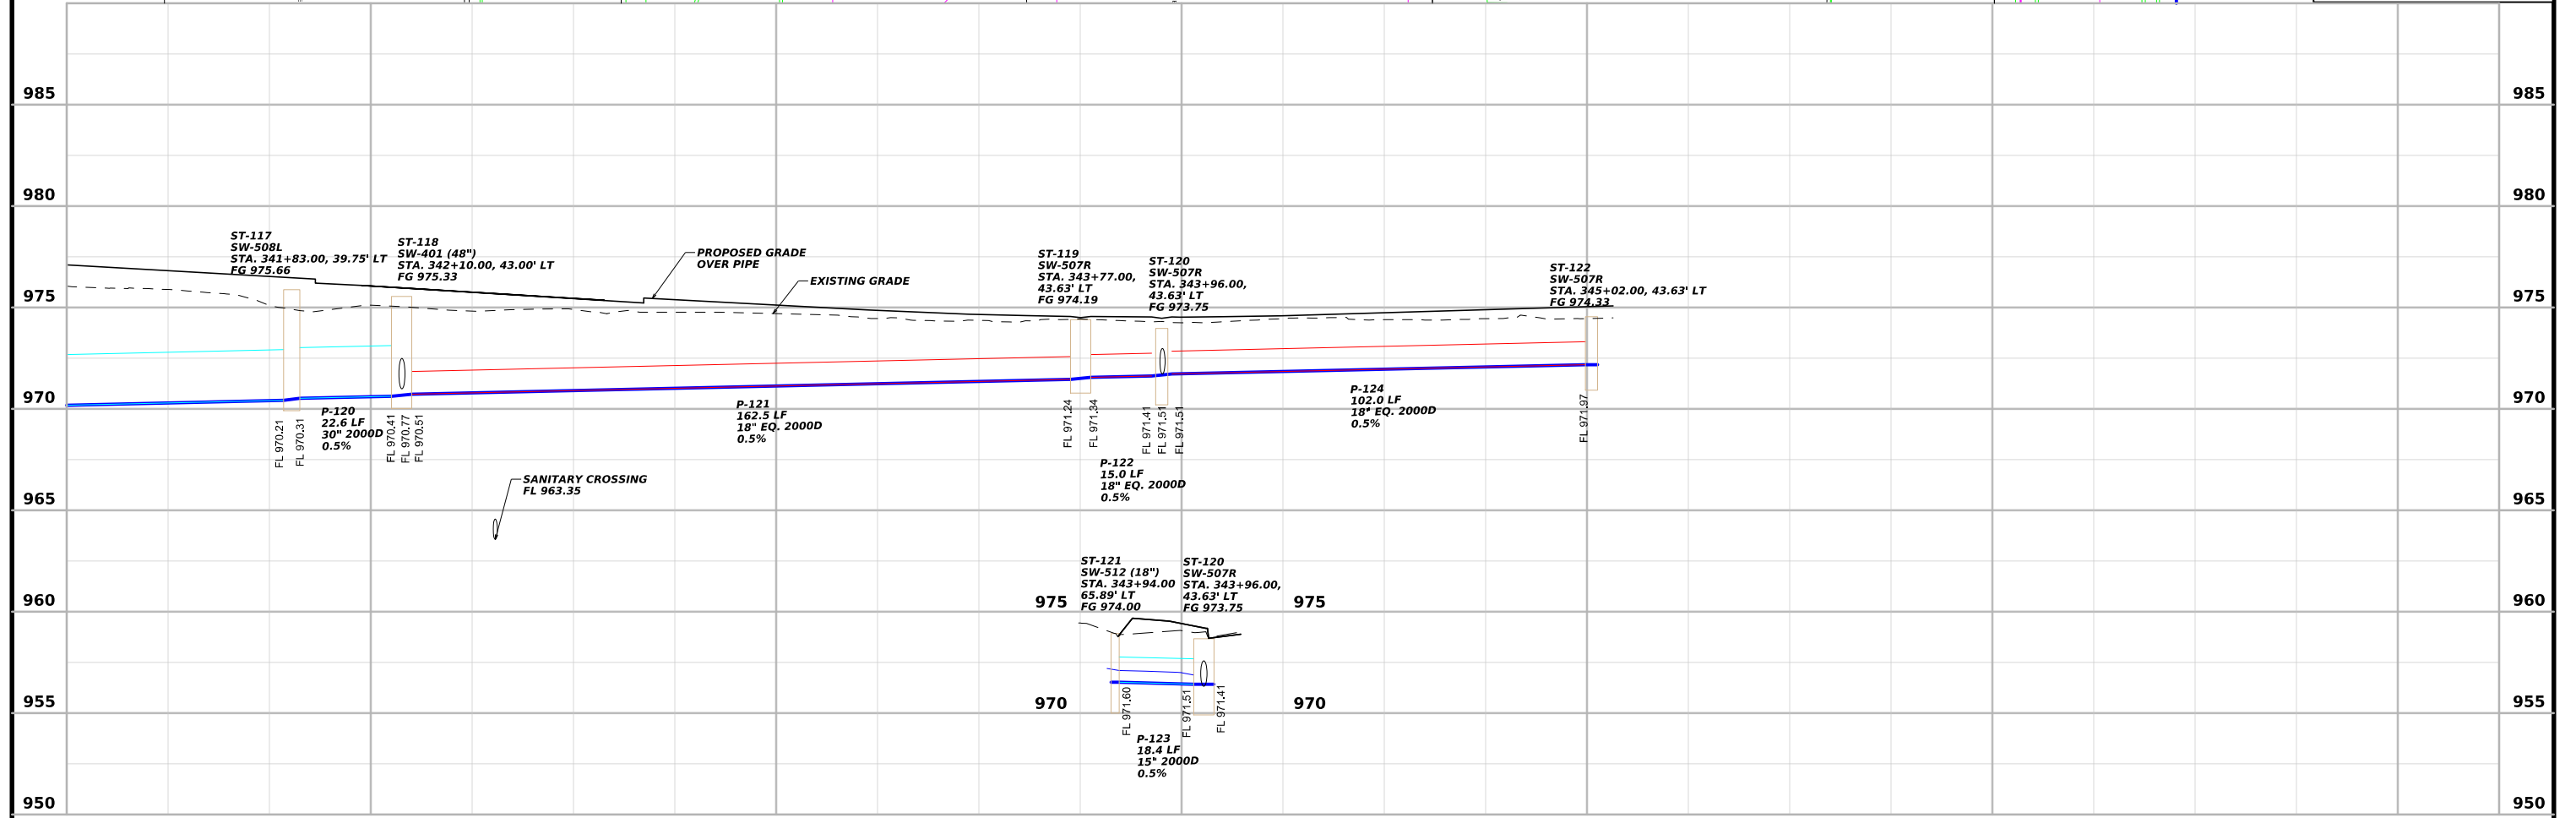 985
985
980
980
ST-117
SW-508L
STA. 341+83.00, 39.75' LT
FG 975.66
ST-118
SW-401 (48")
STA. 342+10.00, 43.00' LT
FG 975.33
PROPOSED GRADE
OVER PIPE
EXISTING GRADE
ST-119
SW-507R
STA. 343+77.00,
43.63' LT
FG 974.19
ST-120
SW-507R
STA. 343+96.00,
43.63' LT
FG 973.75
ST-122
SW-507R
STA. 345+02.00, 43.63' LT
FG 974.33
975
975
970
970
FL 970.21
FL 970.31
P-120
22.6 LF
30" 2000D
0.5%
FL 970.41
FL 970.77
FL 970.51
P-121
162.5 LF
18" EQ. 2000D
0.5%
FL 971.24
FL 971.34
FL 971.41
FL 971.51
FL 971.51
P-124
102.0 LF
18" EQ. 2000D
0.5%
FL 971.97
P-122
15.0 LF
18" EQ. 2000D
0.5%
SANITARY CROSSING
FL 963.35
965
965
ST-121
SW-512 (18")
STA. 343+94.00
65.89' LT
FG 974.00
ST-120
SW-507R
STA. 343+96.00,
43.63' LT
FG 973.75
960
975
975
960
FL 971.60
FL 971.51
FL 971.41
955
970
970
955
P-123
18.4 LF
15" 2000D
0.5%
950
950